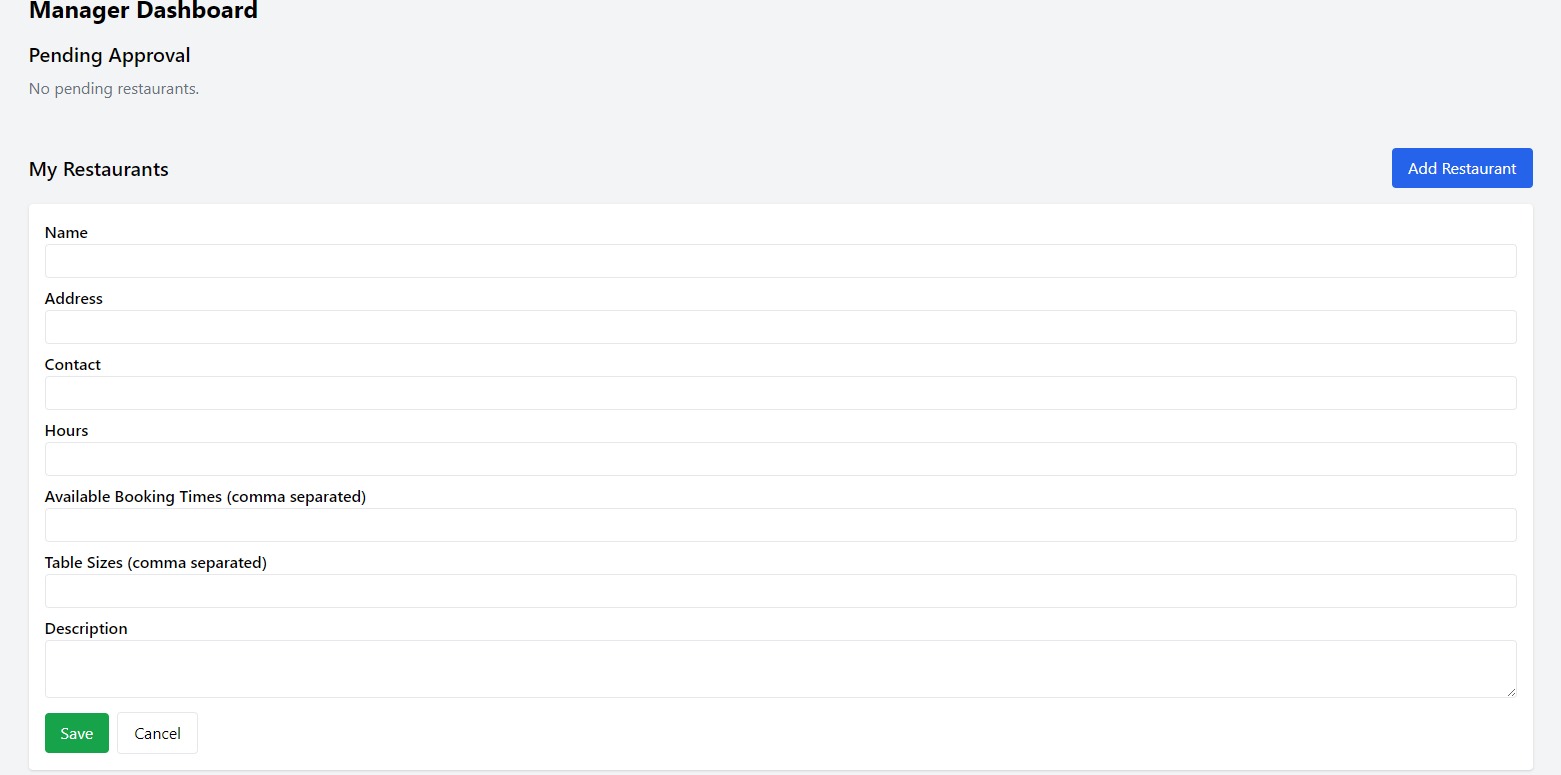 Manager Dashboard
Pending Approval
No pending restaurants.
My Restaurants
Add Restaurant
Name
Address
Contact
Hours
Available Booking Times (comma separated)
Table Sizes (comma separated)
Description
Save
Cancel